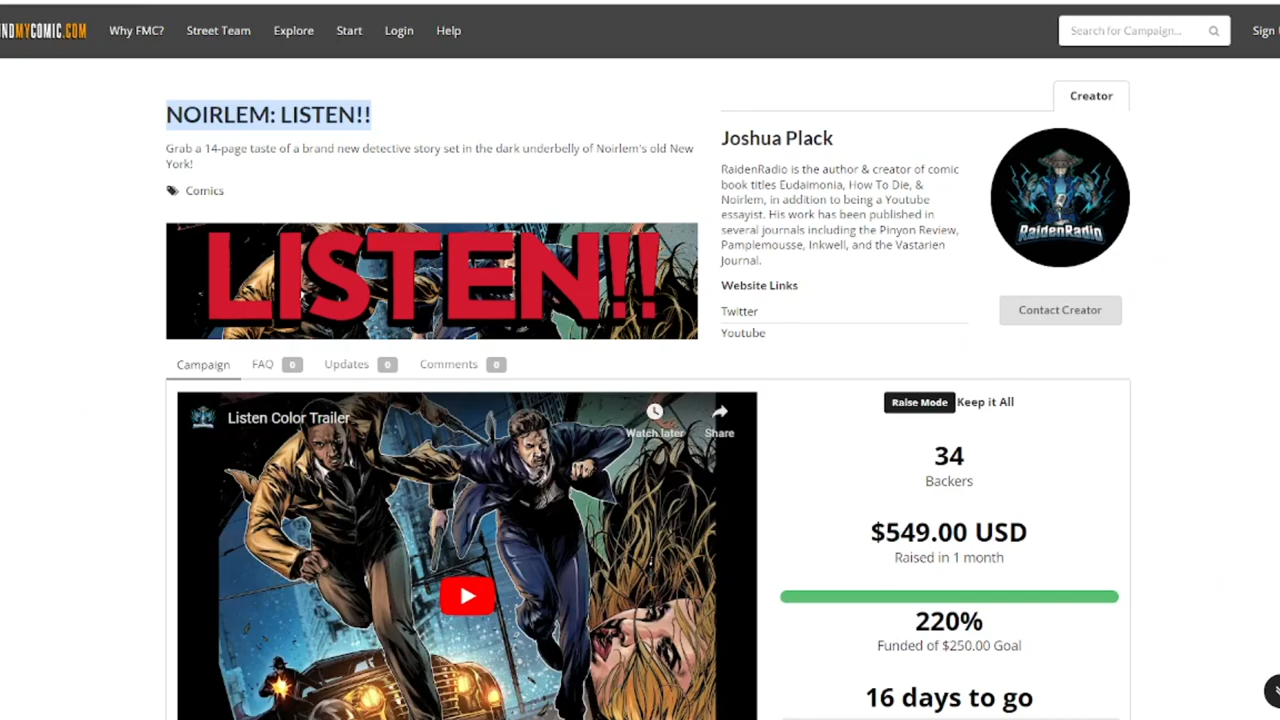 NDMYCOMIC.COM
Why FMC?
Street Team
Explore
Start
Login
Help
Search for Campaign...
Sign
NOIRLEM: LISTEN!!
Grab a 14-page taste of a brand new detective story set in the dark underbelly of Noirlem's old New
York!
Comics
LISTEN!!
Creator
Joshua Plack
RaidenRadio is the author & creator of comic
book titles Eudaimonia, How To Die, &
Noirlem, in addition to being a Youtube
essayist. His work has been published in
several journals including the Pinyon Review,
Pamplemousse, Inkwell, and the Vastarien
Journal.
Website Links
Twitter
Youtube
RaidenRadio
Contact Creator
Campaign
FAQ 0
Updates 0
Comments 0
Listen Color Trailer
Watch later
Share
Raise Mode Keep it All
34
Backers
$549.00 USD
Raised in 1 month
220%
Funded of $250.00 Goal
16 days to go